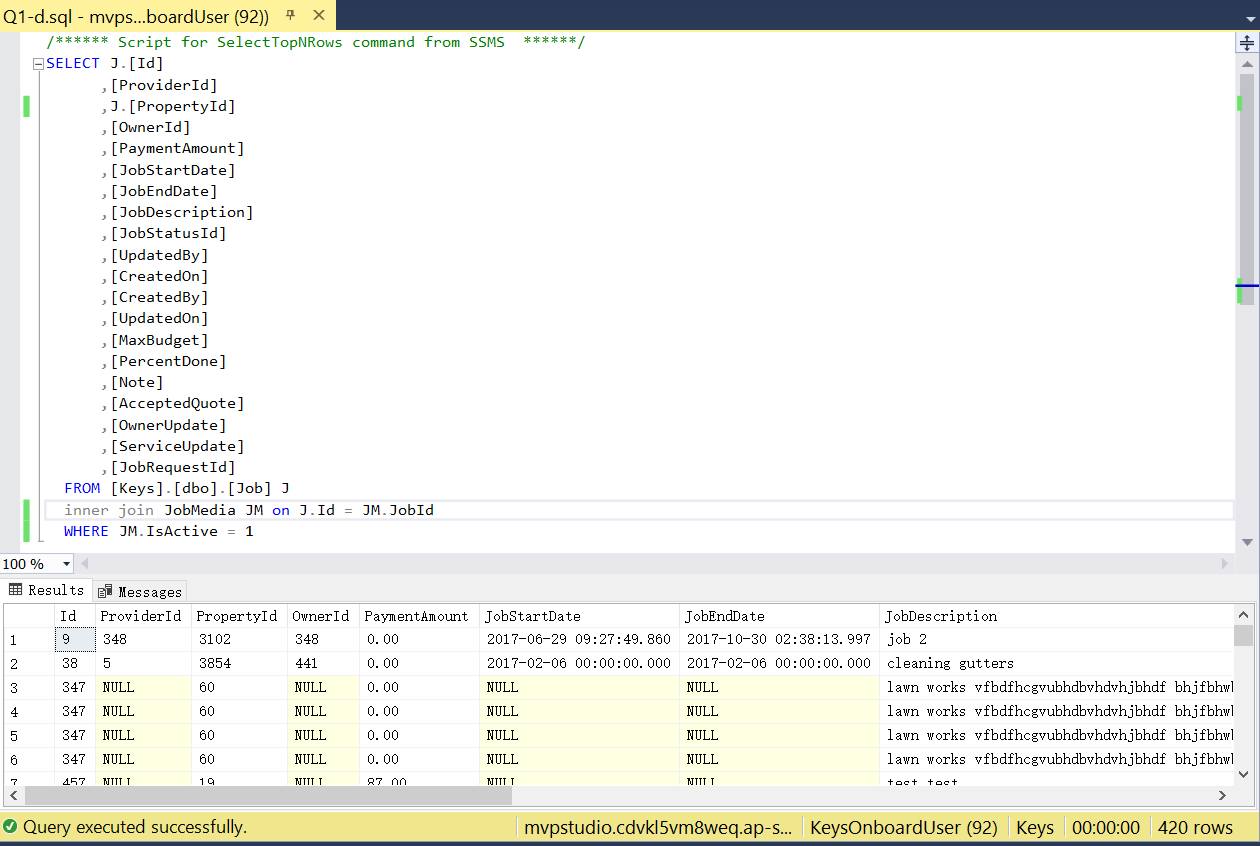 Q1-d.sql - mvps...boardUser (92))
/****** Script for SelectTopNRows command from SSMS  ******/
SELECT J.[Id]
,[ProviderId]
,J.[PropertyId]
,[OwnerId]
,[PaymentAmount]
,[JobStartDate]
,[JobEndDate]
,[JobDescription]
,[JobStatusId]
,[UpdatedBy]
,[CreatedOn]
,[CreatedBy]
,[UpdatedOn]
,[MaxBudget]
,[PercentDone]
,[Note]
,[AcceptedQuote]
,[OwnerUpdate]
,[ServiceUpdate]
,[JobRequestId]
FROM [Keys].[dbo].[Job] J
inner join JobMedia JM on J.Id = JM.JobId
WHERE JM.IsActive = 1
100 %
Results Messages
Id ProviderId PropertyId OwnerId PaymentAmount JobStartDate JobEndDate JobDescription
1 9 348 3102 348 0.00 2017-06-29 09:27:49.860 2017-10-30 02:38:13.997 job 2
2 38 5 3854 441 0.00 2017-02-06 00:00:00.000 2017-02-06 00:00:00.000 cleaning gutters
3 347 NULL 60 NULL 0.00 NULL NULL lawn works vfbdfhcgvubhdbvhdvhjbhdf bhjfbhw
4 347 NULL 60 NULL 0.00 NULL NULL lawn works vfbdfhcgvubhdbvhdvhjbhdf bhjfbhw
5 347 NULL 60 NULL 0.00 NULL NULL lawn works vfbdfhcgvubhdbvhdvhjbhdf bhjfbhw
6 347 NULL 60 NULL 0.00 NULL NULL lawn works vfbdfhcgvubhdbvhdvhjbhdf bhjfbhw
7 457 NULL 19 NULL 87.00 NULL NULL test test
Query executed successfully. mvpstudio.cdvkl5vm8weq.ap-s... KeysOnboardUser (92) Keys 00:00:00 420 rows